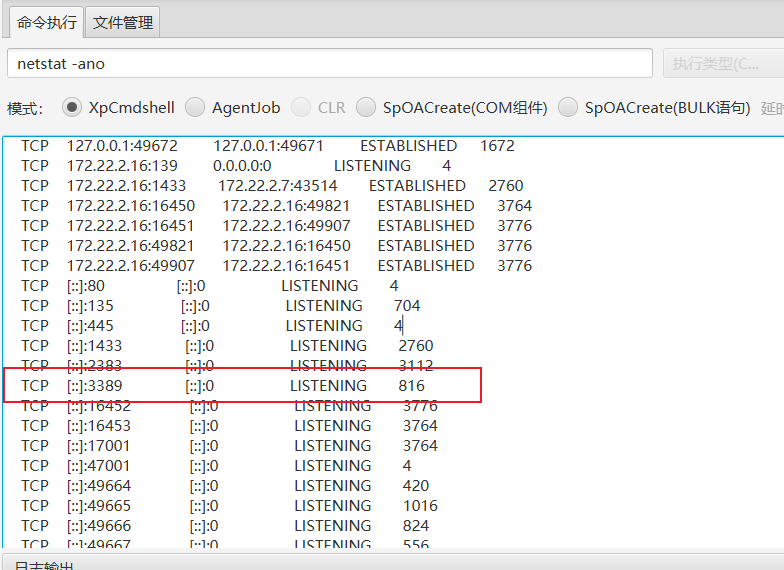 命令执行 文件管理
netstat -ano 执行类型(C...
模式： XpCmdshell AgentJob CLR SpOACreate(COM组件) SpOACreate(BULK语句) 延时
TCP 127.0.0.1:49672 127.0.0.1:49671 ESTABLISHED 1672
TCP 172.22.2.16:139 0.0.0.0:0 LISTENING 4
TCP 172.22.2.16:1433 172.22.2.7:43514 ESTABLISHED 2760
TCP 172.22.2.16:16450 172.22.2.16:49821 ESTABLISHED 3764
TCP 172.22.2.16:16451 172.22.2.16:49907 ESTABLISHED 3776
TCP 172.22.2.16:49821 172.22.2.16:16450 ESTABLISHED 3776
TCP 172.22.2.16:49907 172.22.2.16:16451 ESTABLISHED 3776
TCP [::]:80 [::]:0 LISTENING 4
TCP [::]:135 [::]:0 LISTENING 704
TCP [::]:445 [::]:0 LISTENING 4
TCP [::]:1433 [::]:0 LISTENING 2760
TCP [::]:2383 [::]:0 LISTENING 3112
TCP [::]:3389 [::]:0 LISTENING 816
TCP [::]:16452 [::]:0 LISTENING 3776
TCP [::]:16453 [::]:0 LISTENING 3764
TCP [::]:17001 [::]:0 LISTENING 3764
TCP [::]:47001 [::]:0 LISTENING 4
TCP [::]:49664 [::]:0 LISTENING 420
TCP [::]:49665 [::]:0 LISTENING 1016
TCP [::]:49666 [::]:0 LISTENING 824
TCP [::]:49667 [::]:0 LISTENING 556
日志输出